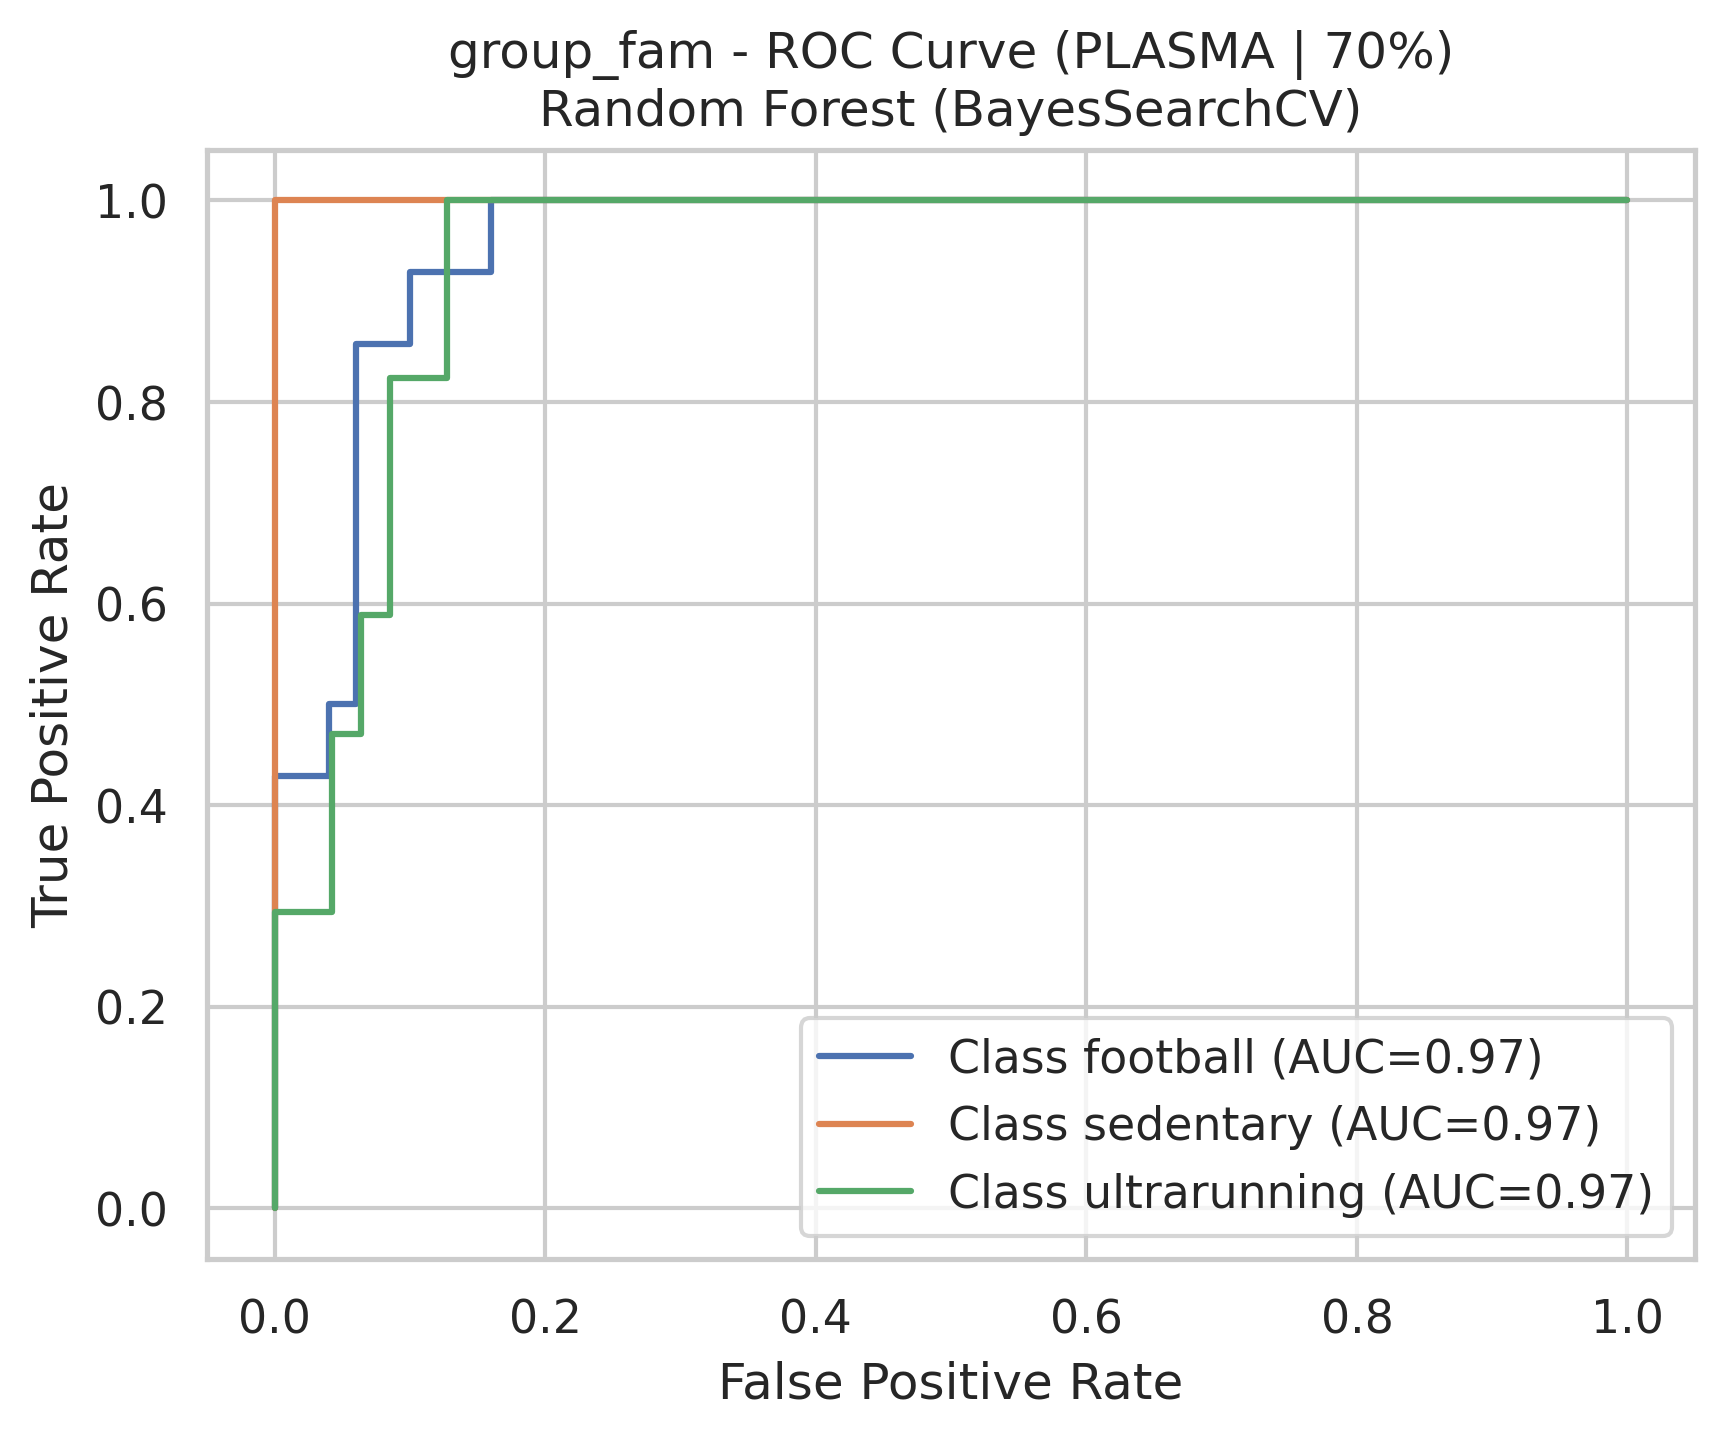 group_fam - ROC Curve (PLASMA | 70%)
Random Forest (BayesSearchCV)
True Positive Rate
1.0
0.8
0.6
0.4
0.2
0.0
Class football (AUC=0.97)
Class sedentary (AUC=0.97)
Class ultrarunning (AUC=0.97)
0.0 0.2 0.4 0.6 0.8 1.0
False Positive Rate